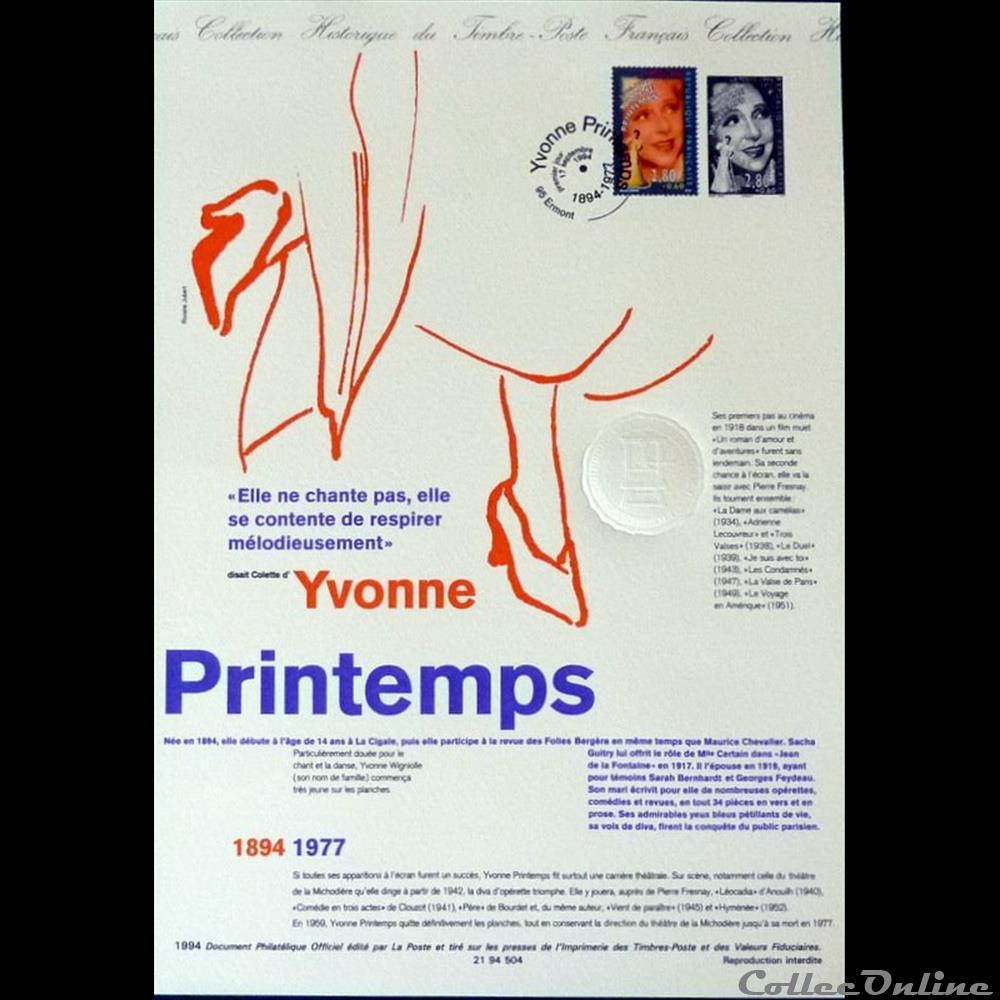 ais Collection Historique du Timbre-Poste Français Collection Hi
Yvonne Printemps
premier jour
17 septembre
1994
1894-1977
95 Ermont
RÉPUBLIQUE FRANÇAISE
2,80
+0,60
2,80
+0,60
Roxane Jubert
Ses premiers pas au cinéma
en 1918 dans un film muet
«Un roman d'amour et
d'aventures» furent sans
lendemain. Sa seconde
chance à l'écran, elle va la
saisir avec Pierre Fresnay.
Ils tournent ensemble :
«La Dame aux camélias»
(1934), «Adrienne
Lecouvreur» et «Trois
Valses» (1938), «Le Duel»
(1939), «Je suis avec toi»
(1943), «Les Condamnés»
(1947), «La Valse de Paris»
(1949), «Le Voyage
en Amérique» (1951).
«Elle ne chante pas, elle
se contente de respirer
mélodieusement»
disait Colette d'
Yvonne
Printemps
Née en 1894, elle débute à l'âge de 14 ans à La Cigale, puis elle participe à la revue des Folies Bergère en même temps que Maurice Chevalier. Sacha
Guitry lui offrit le rôle de Mlle Certain dans «Jean
de la Fontaine» en 1917. Il l'épouse en 1919, ayant
pour témoins Sarah Bernhardt et Georges Feydeau.
Son mari écrivit pour elle de nombreuses opérettes,
comédies et revues, en tout 34 pièces en vers et en
prose. Ses admirables yeux bleus pétillants de vie,
sa voix de diva, firent la conquête du public parisien.
Particulièrement douée pour le
chant et la danse, Yvonne Wigniolle
(son nom de famille) commença
très jeune sur les planches.
1894 1977
Si toutes ses apparitions à l'écran furent un succès, Yvonne Printemps fit surtout une carrière théâtrale. Sur scène, notamment celle du théâtre
de la Michodière qu'elle dirige à partir de 1942, la diva d'opérette triomphe. Elle y jouera, auprès de Pierre Fresnay, «Léocadia» d'Anouilh (1940),
«Comédie en trois actes» de Clouzot (1941), «Père» de Bourdet et, du même auteur, «Vient de paraître» (1945) et «Hyménée» (1952).
En 1959, Yvonne Printemps quitte définitivement les planches, tout en conservant la direction du théâtre de la Michodière jusqu'à sa mort en 1977.
1994 Document Philatélique Officiel édité par La Poste et tiré sur les presses de l'Imprimerie des Timbres-Poste et des Valeurs Fiduciaires.
21 94 504
Reproduction interdite
CollecOnline